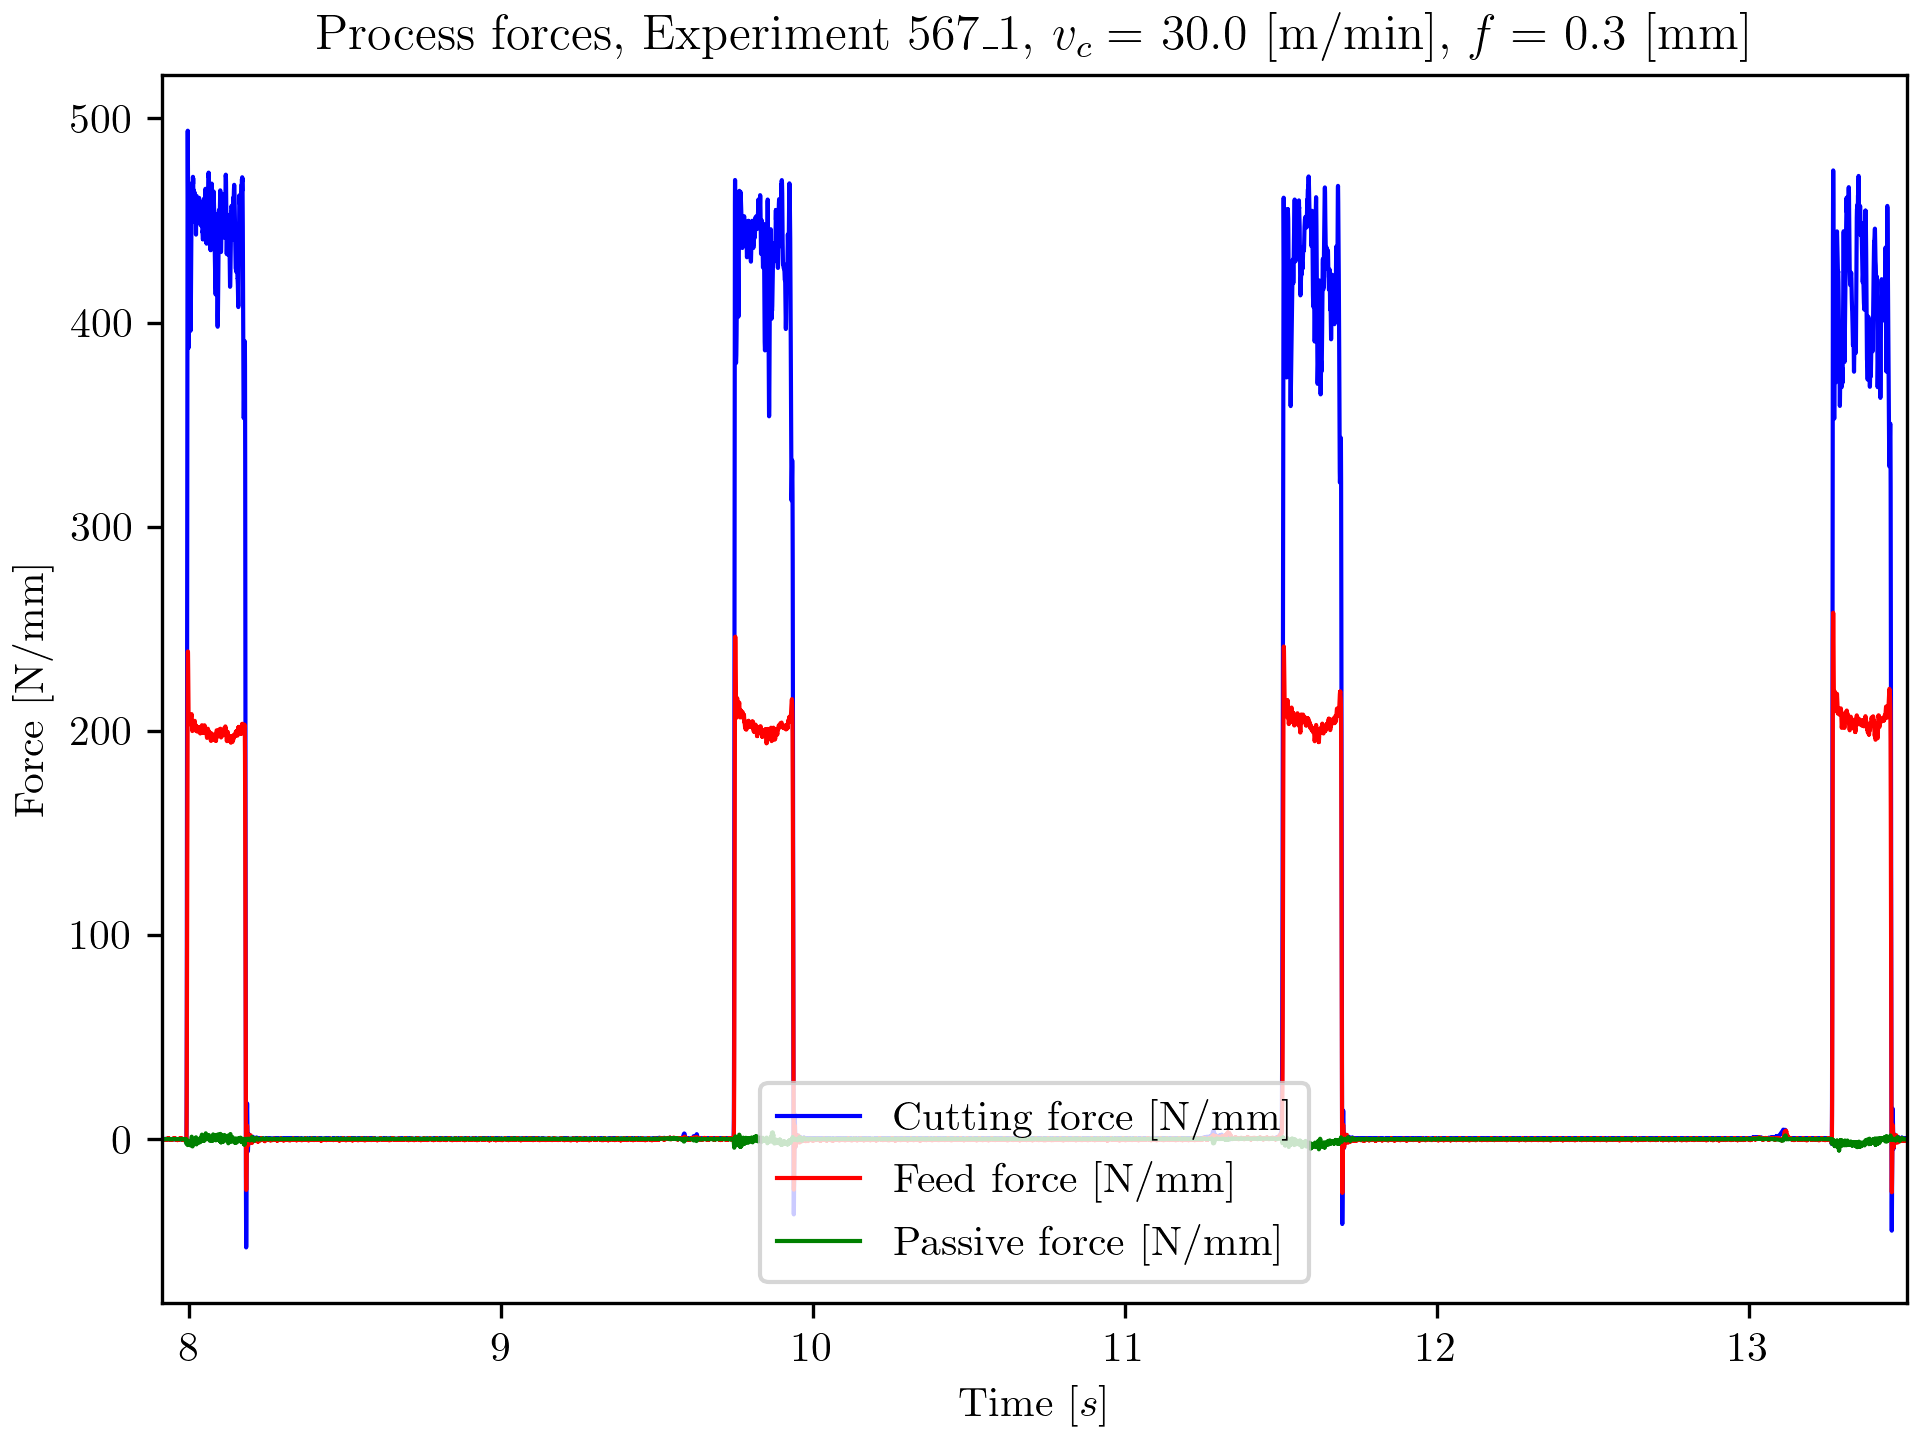 Process forces, Experiment 567_1, v_c = 30.0 [m/min], f = 0.3 [mm]
500
400
300
200
100
0
Force [N/mm]
Cutting force [N/mm]
Feed force [N/mm]
Passive force [N/mm]
8 9 10 11 12 13
Time [s]